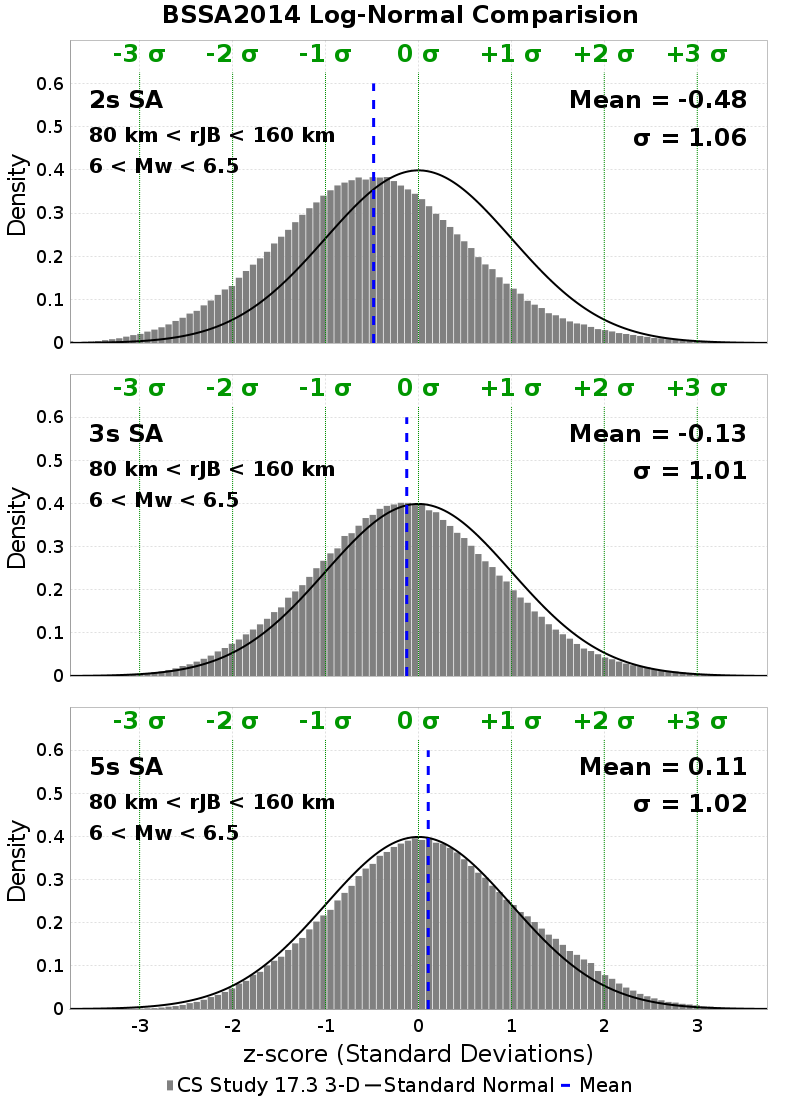 BSSA2014 Log-Normal Comparision
-3 σ -2 σ -1 σ 0 σ +1 σ +2 σ +3 σ
0.6
2s SA Mean = -0.48
0.5
80 km < rJB < 160 km σ = 1.06
6 < Mw < 6.5
0.4
0.3
0.2
0.1
0
Density
-3 σ -2 σ -1 σ 0 σ +1 σ +2 σ +3 σ
0.6
3s SA Mean = -0.13
0.5
80 km < rJB < 160 km σ = 1.01
6 < Mw < 6.5
0.4
0.3
0.2
0.1
0
Density
-3 σ -2 σ -1 σ 0 σ +1 σ +2 σ +3 σ
0.6
5s SA Mean = 0.11
0.5
80 km < rJB < 160 km σ = 1.02
6 < Mw < 6.5
0.4
0.3
0.2
0.1
0
Density
-3 -2 -1 0 1 2 3
z-score (Standard Deviations)
CS Study 17.3 3-D Standard Normal Mean